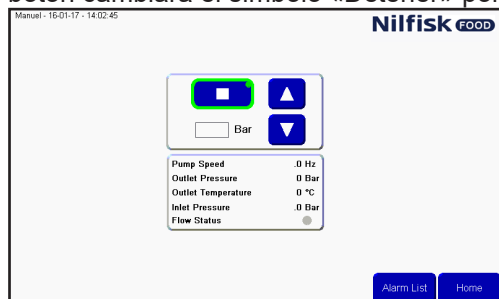 botón cambiará el símbolo «Detener» por
Manuel - 16-01-17 - 14:02:45
Nilfisk FOOD
Bar
Pump Speed .0 Hz
Outlet Pressure 0 Bar
Outlet Temperature 0 °C
Inlet Pressure .0 Bar
Flow Status
Alarm List Home